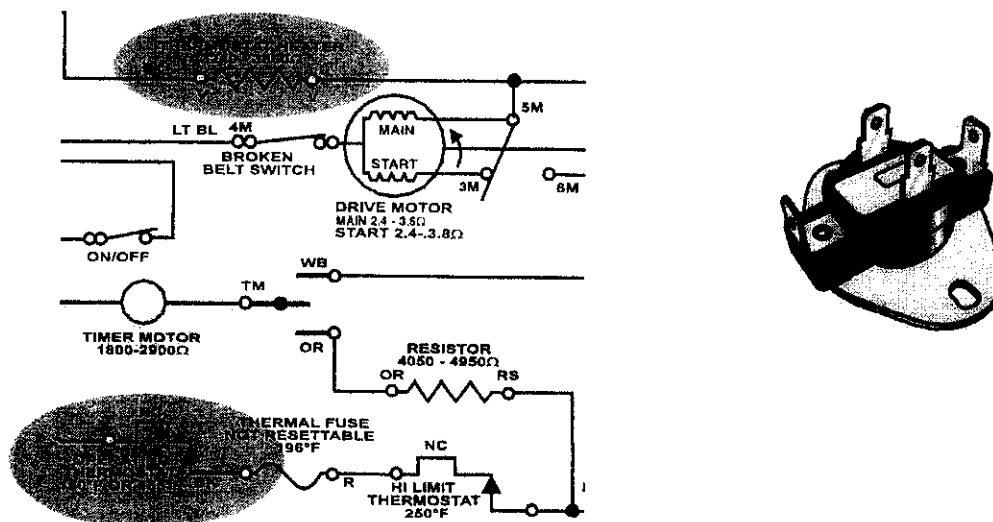 5M
LT BL 4M
MAIN
BROKEN
BELT SWITCH
START
3M
6M
DRIVE MOTOR
MAIN 2.4 - 3.6Ω
START 2.4-.3.8Ω
ON/OFF
WB
TM
TIMER MOTOR
1800-2900Ω
OR
RESISTOR
4050 - 4950Ω
OR
RS
THERMAL FUSE
NOT RESETTABLE
196°F
NC
R
HI LIMIT
THERMOSTAT
250°F